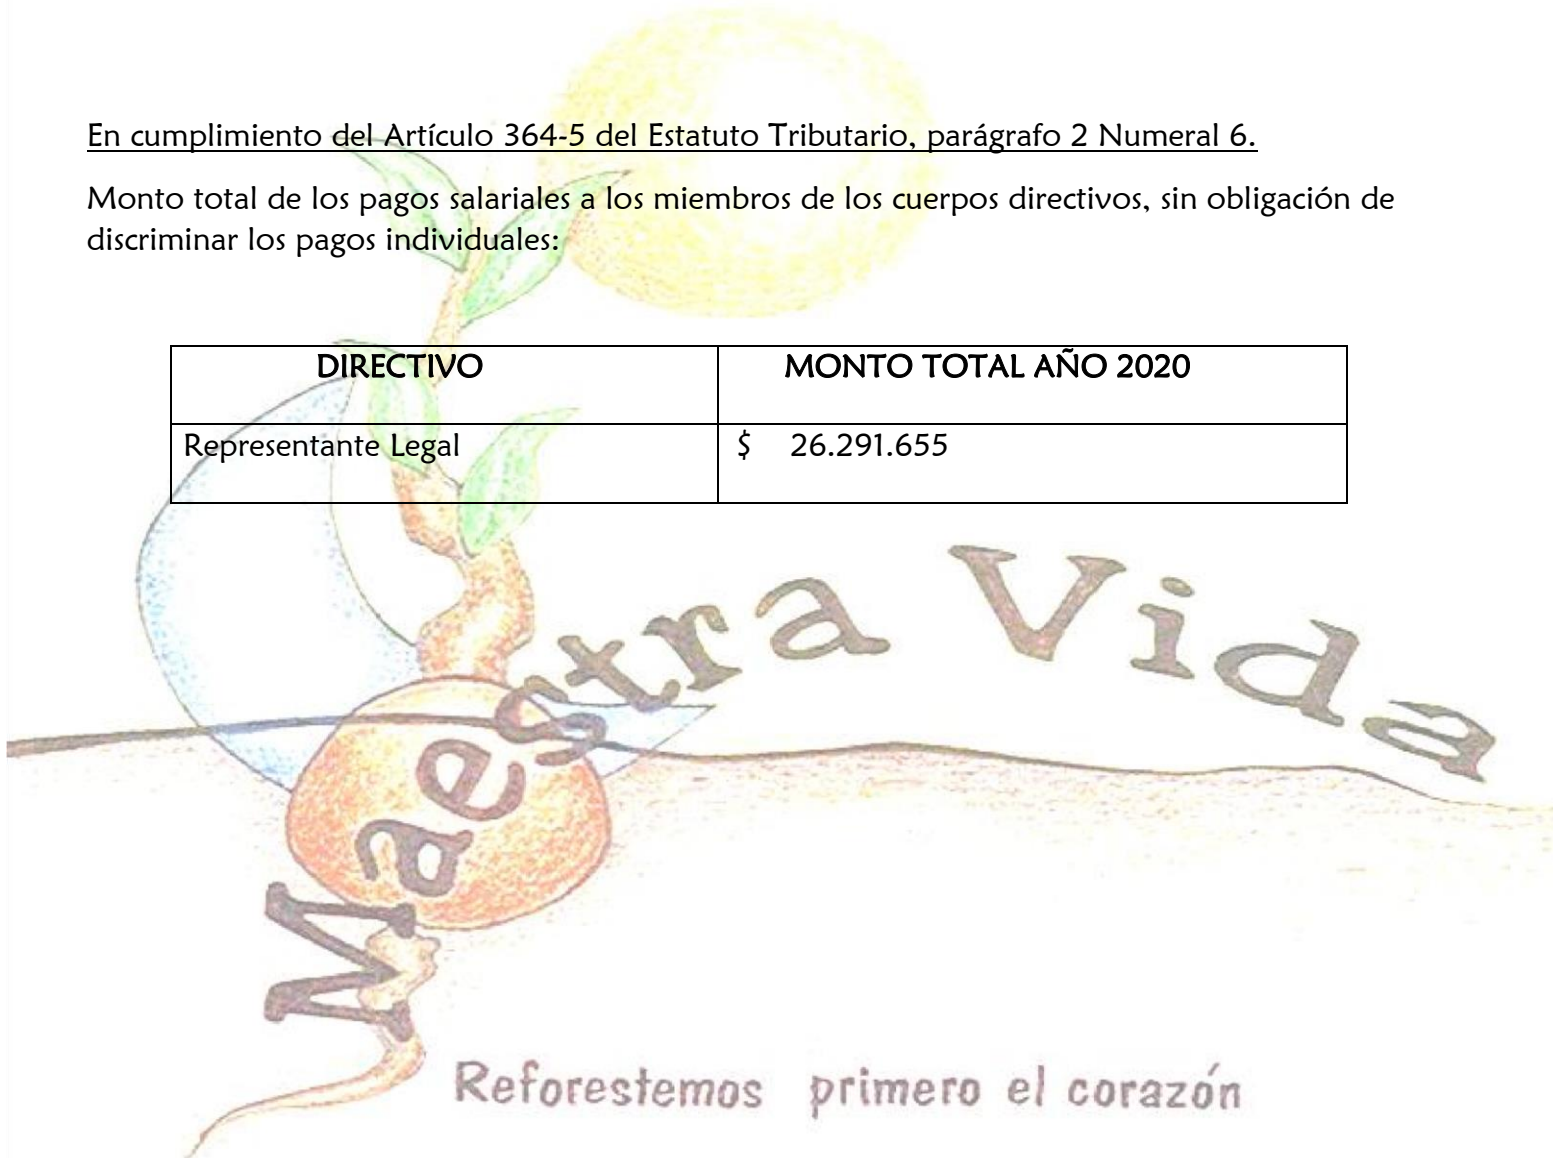 En cumplimiento del Artículo 364-5 del Estatuto Tributario, parágrafo 2 Numeral 6.
Monto total de los pagos salariales a los miembros de los cuerpos directivos, sin obligación de
discriminar los pagos individuales:
DIRECTIVO MONTO TOTAL AÑO 2020
Representante Legal $ 26.291.655
Maestra Vida
Reforestemos primero el corazón